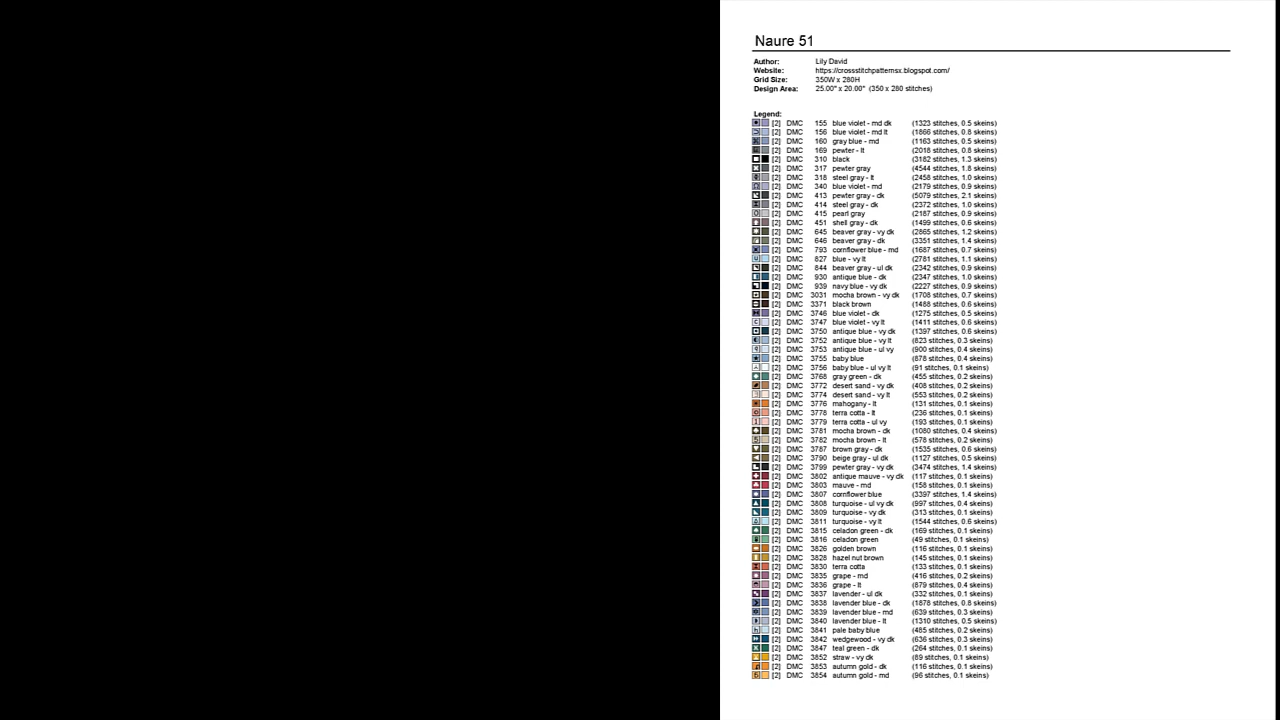 Naure 51
Author: Lily David
Website: https://crossstitchpatternsx.blogspot.com/
Grid Size: 350W x 280H
Design Area: 25.00" x 20.00" (350 x 280 stitches)
Legend:
[2] DMC 155 blue violet - md dk (1323 stitches, 0.5 skeins)
[2] DMC 156 blue violet - md lt (1866 stitches, 0.8 skeins)
[2] DMC 160 gray blue - md (1163 stitches, 0.5 skeins)
[2] DMC 169 pewter - lt (2018 stitches, 0.8 skeins)
[2] DMC 310 black (3182 stitches, 1.3 skeins)
[2] DMC 317 pewter gray (4544 stitches, 1.8 skeins)
[2] DMC 318 steel gray - lt (2458 stitches, 1.0 skeins)
[2] DMC 340 blue violet - md (2179 stitches, 0.9 skeins)
[2] DMC 413 pewter gray - dk (5079 stitches, 2.1 skeins)
[2] DMC 414 steel gray - dk (2372 stitches, 1.0 skeins)
[2] DMC 415 pearl gray (2187 stitches, 0.9 skeins)
[2] DMC 451 shell gray - dk (1499 stitches, 0.6 skeins)
[2] DMC 645 beaver gray - vy dk (2865 stitches, 1.2 skeins)
[2] DMC 646 beaver gray - dk (3351 stitches, 1.4 skeins)
[2] DMC 793 cornflower blue - md (1687 stitches, 0.7 skeins)
[2] DMC 827 blue - vy lt (2781 stitches, 1.1 skeins)
[2] DMC 844 beaver gray - ul dk (2342 stitches, 0.9 skeins)
[2] DMC 930 antique blue - dk (2347 stitches, 1.0 skeins)
[2] DMC 939 navy blue - vy dk (2227 stitches, 0.9 skeins)
[2] DMC 3031 mocha brown - vy dk (1708 stitches, 0.7 skeins)
[2] DMC 3371 black brown (1488 stitches, 0.6 skeins)
[2] DMC 3746 blue violet - dk (1275 stitches, 0.5 skeins)
[2] DMC 3747 blue violet - vy lt (1411 stitches, 0.6 skeins)
[2] DMC 3750 antique blue - vy dk (1397 stitches, 0.6 skeins)
[2] DMC 3752 antique blue - vy lt (823 stitches, 0.3 skeins)
[2] DMC 3753 antique blue - ul vy (900 stitches, 0.4 skeins)
[2] DMC 3755 baby blue (878 stitches, 0.4 skeins)
[2] DMC 3756 baby blue - ul vy lt (91 stitches, 0.1 skeins)
[2] DMC 3768 gray green - dk (455 stitches, 0.2 skeins)
[2] DMC 3772 desert sand - vy dk (408 stitches, 0.2 skeins)
[2] DMC 3774 desert sand - vy lt (553 stitches, 0.2 skeins)
[2] DMC 3776 mahogany - lt (131 stitches, 0.1 skeins)
[2] DMC 3778 terra cotta - lt (236 stitches, 0.1 skeins)
[2] DMC 3779 terra cotta - ul vy (193 stitches, 0.1 skeins)
[2] DMC 3781 mocha brown - dk (1080 stitches, 0.4 skeins)
[2] DMC 3782 mocha brown - lt (578 stitches, 0.2 skeins)
[2] DMC 3787 brown gray - dk (1535 stitches, 0.6 skeins)
[2] DMC 3790 beige gray - ul dk (1127 stitches, 0.5 skeins)
[2] DMC 3799 pewter gray - vy dk (3474 stitches, 1.4 skeins)
[2] DMC 3802 antique mauve - vy dk (117 stitches, 0.1 skeins)
[2] DMC 3803 mauve - md (158 stitches, 0.1 skeins)
[2] DMC 3807 cornflower blue (3397 stitches, 1.4 skeins)
[2] DMC 3808 turquoise - ul vy dk (997 stitches, 0.4 skeins)
[2] DMC 3809 turquoise - vy dk (313 stitches, 0.1 skeins)
[2] DMC 3811 turquoise - vy lt (1544 stitches, 0.6 skeins)
[2] DMC 3815 celadon green - dk (169 stitches, 0.1 skeins)
[2] DMC 3816 celadon green (49 stitches, 0.1 skeins)
[2] DMC 3826 golden brown (116 stitches, 0.1 skeins)
[2] DMC 3828 hazel nut brown (145 stitches, 0.1 skeins)
[2] DMC 3830 terra cotta (133 stitches, 0.1 skeins)
[2] DMC 3835 grape - md (416 stitches, 0.2 skeins)
[2] DMC 3836 grape - lt (879 stitches, 0.4 skeins)
[2] DMC 3837 lavender - ul dk (332 stitches, 0.1 skeins)
[2] DMC 3838 lavender blue - dk (1878 stitches, 0.8 skeins)
[2] DMC 3839 lavender blue - md (639 stitches, 0.3 skeins)
[2] DMC 3840 lavender blue - lt (1310 stitches, 0.5 skeins)
[2] DMC 3841 pale baby blue (485 stitches, 0.2 skeins)
[2] DMC 3842 wedgewood - vy dk (636 stitches, 0.3 skeins)
[2] DMC 3847 teal green - dk (264 stitches, 0.1 skeins)
[2] DMC 3852 straw - vy dk (89 stitches, 0.1 skeins)
[2] DMC 3853 autumn gold - dk (116 stitches, 0.1 skeins)
[2] DMC 3854 autumn gold - md (96 stitches, 0.1 skeins)